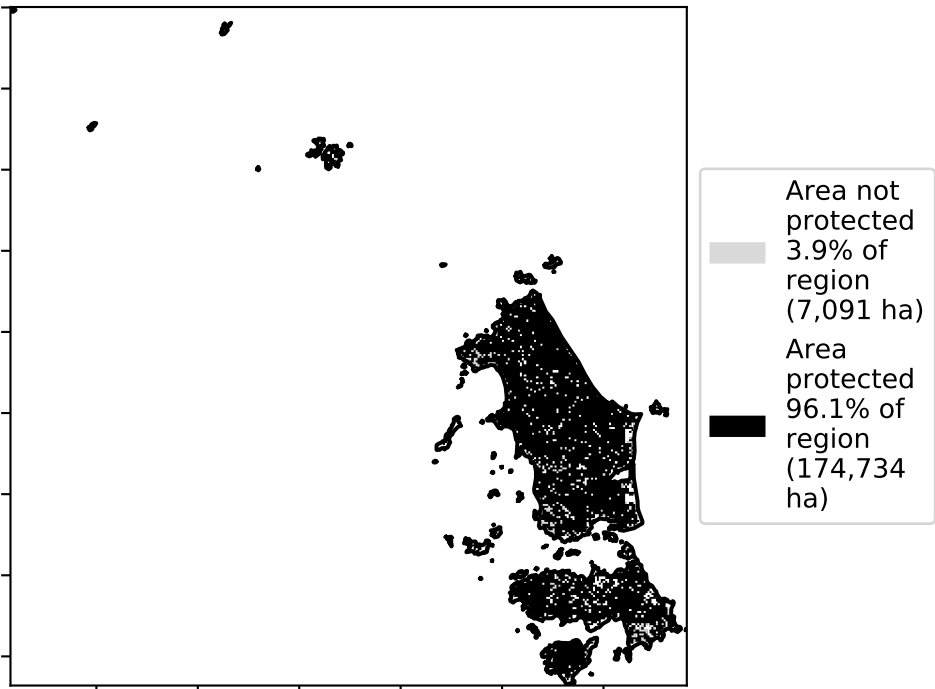 Area not
protected
3.9% of
region
(7,091 ha)
Area
protected
96.1% of
region
(174,734
ha)